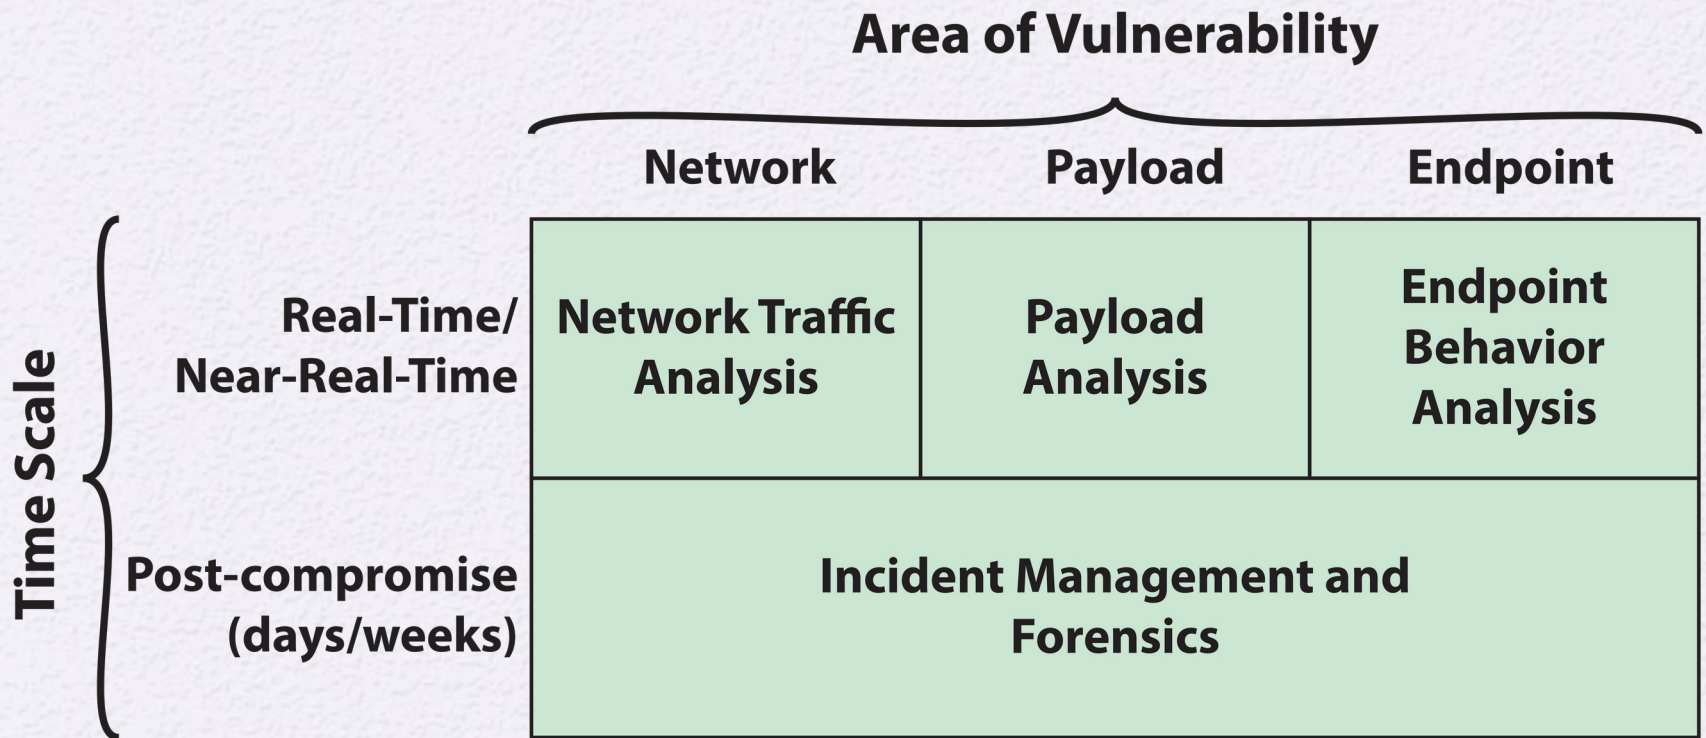 Area of Vulnerability
Network Payload Endpoint
Time Scale
Real-Time/
Near-Real-Time
Network Traffic
Analysis
Payload
Analysis
Endpoint
Behavior
Analysis
Post-compromise
(days/weeks)
Incident Management and
Forensics